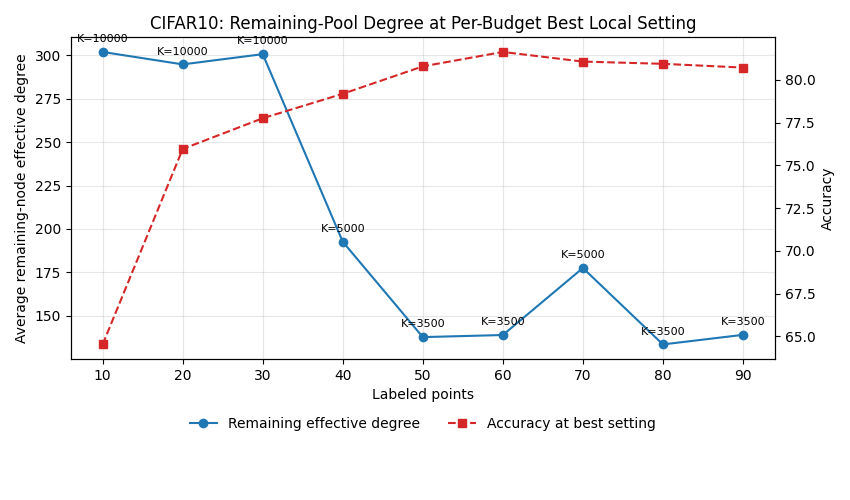 CIFAR10: Remaining-Pool Degree at Per-Budget Best Local Setting
K=10000
K=10000
K=10000
K=5000
K=3500
K=3500
K=5000
K=3500
K=3500
Average remaining-node effective degree
300
275
250
225
200
175
150
Accuracy
80.0
77.5
75.0
72.5
70.0
67.5
65.0
10 20 30 40 50 60 70 80 90
Labeled points
Remaining effective degree Accuracy at best setting